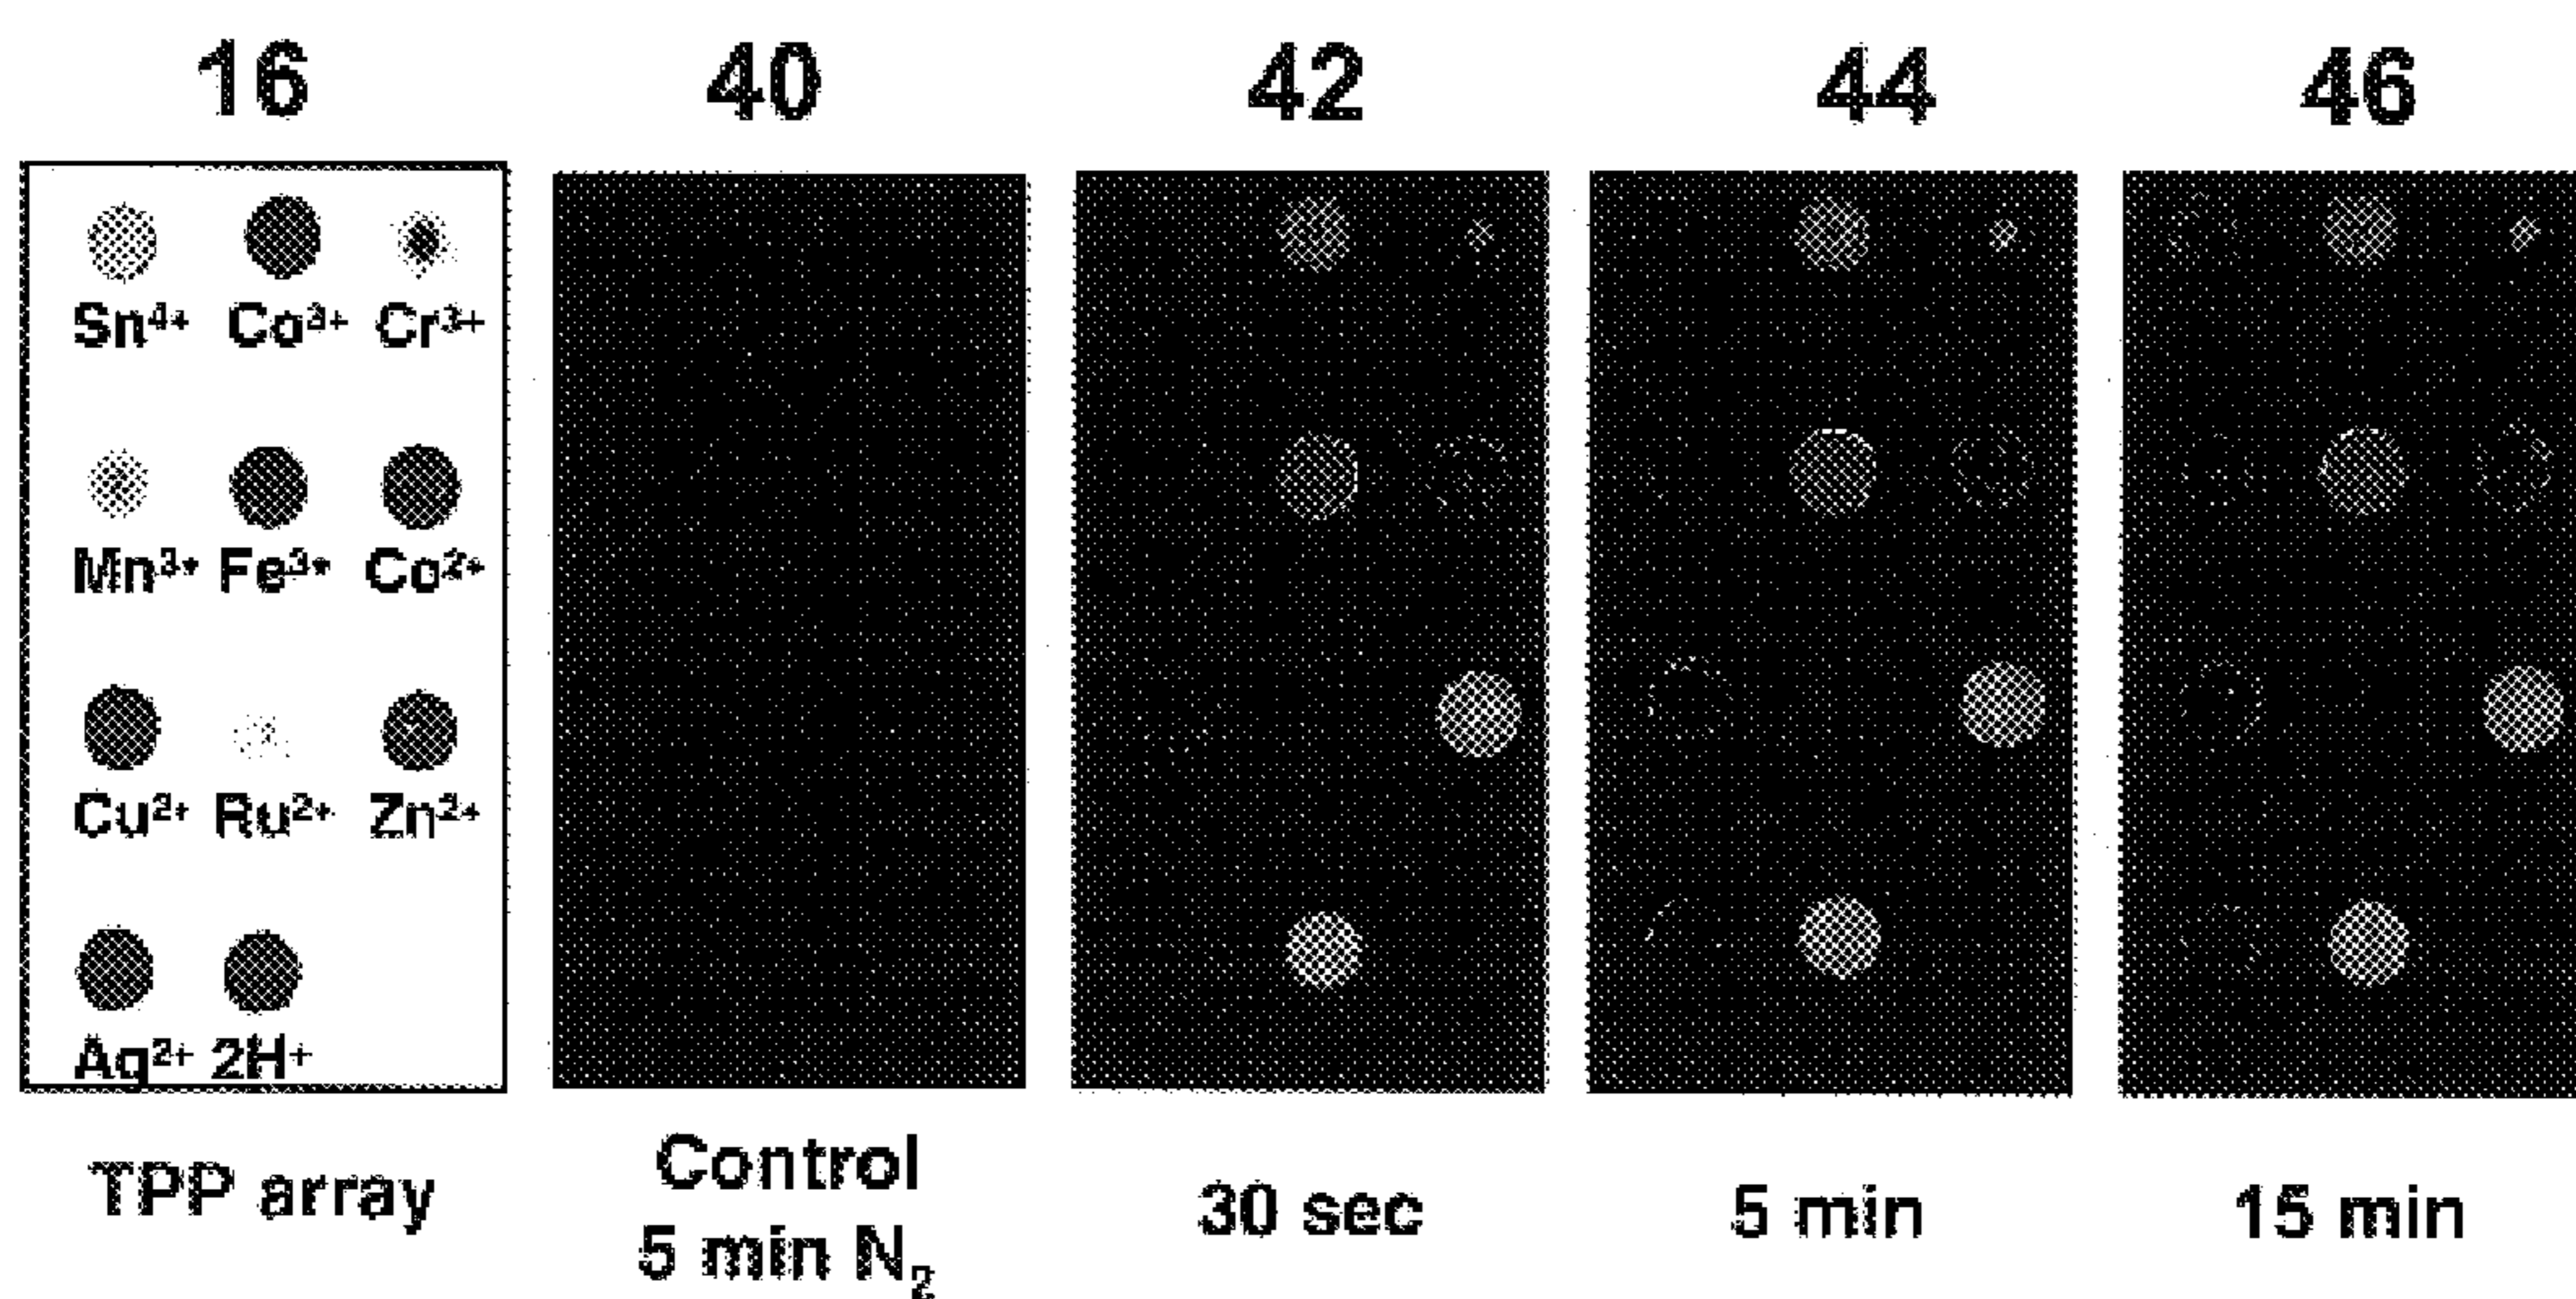 16 40 42 44 46
Sn⁴⁺ Co³⁺ Cr³⁺
Mn³⁺ Fe³⁺ Co²⁺
Cu²⁺ Ru²⁺ Zn²⁺
Ag²⁺ 2H⁺
TPP array
Control
5 min N₂
30 sec
5 min
15 min